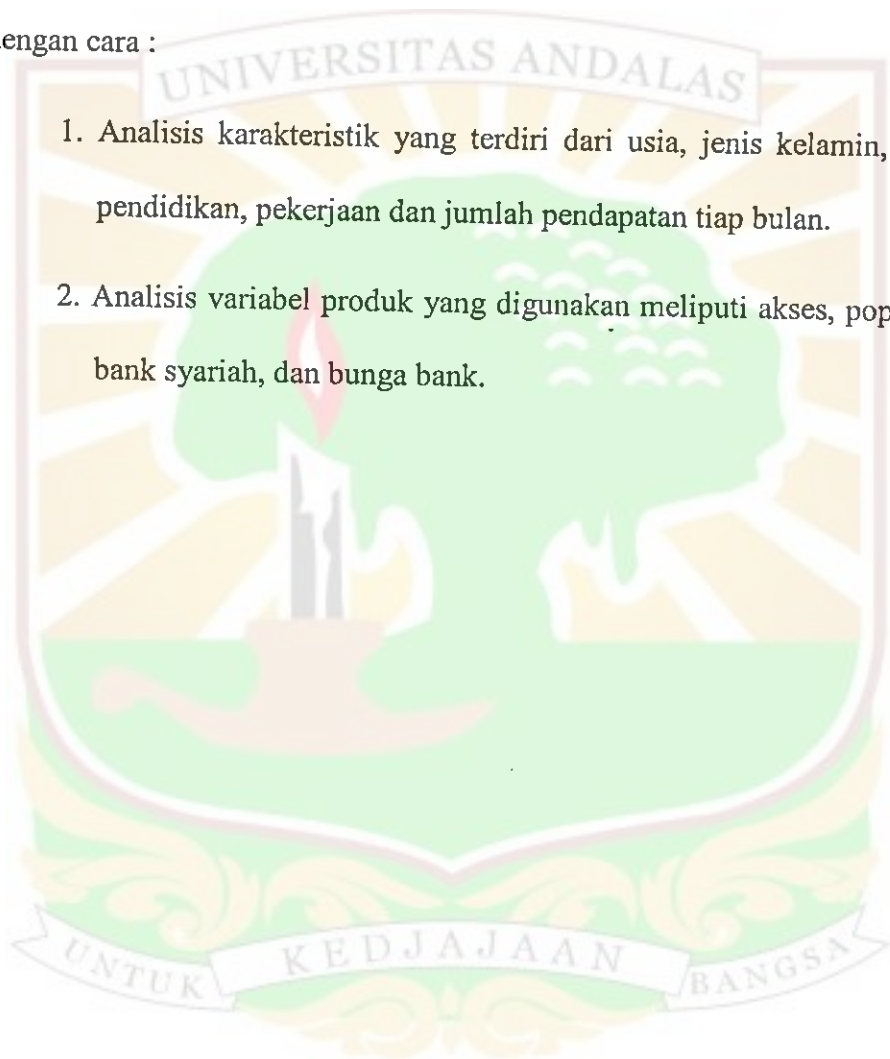 engan cara :
UNIVERSITAS ANDALAS
1. Analisis karakteristik yang terdiri dari usia, jenis kelamin,
pendidikan, pekerjaan dan jumlah pendapatan tiap bulan.
2. Analisis variabel produk yang digunakan meliputi akses, pop
bank syariah, dan bunga bank.
UNTUK KEDJAJAAN BANGSA